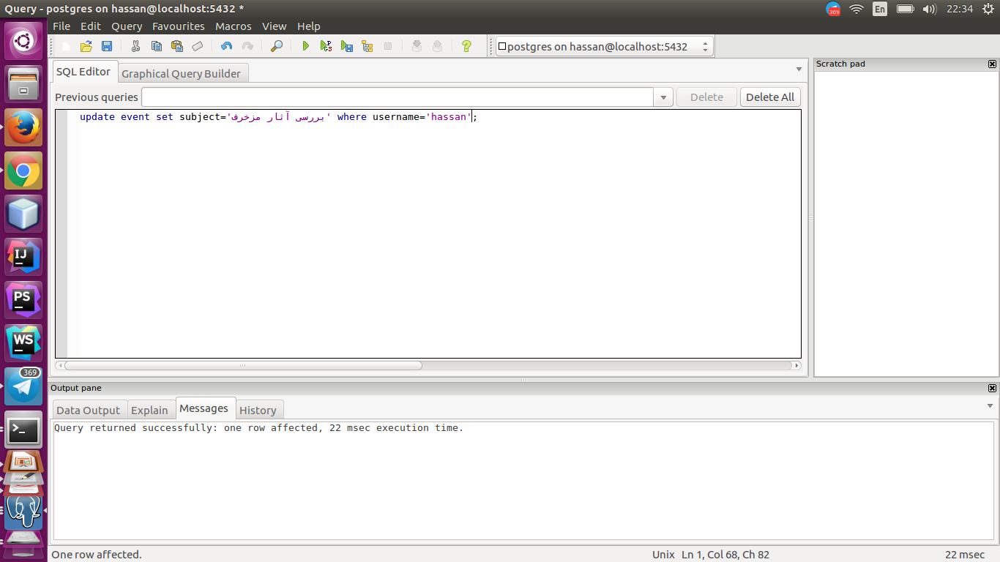 Query - postgres on hassan@localhost:5432 *
369
En
22:34
File Edit Query Favourites Macros View Help
postgres on hassan@localhost:5432
SQL Editor
Graphical Query Builder
Scratch pad
Previous queries
Delete
Delete All
update event set subject='بررسی آثار مزخرف' where username='hassan';
IJ
PS
WS
369
Output pane
Data Output
Explain
Messages
History
Query returned successfully: one row affected, 22 msec execution time.
One row affected.
Unix
Ln 1, Col 68, Ch 82
22 msec